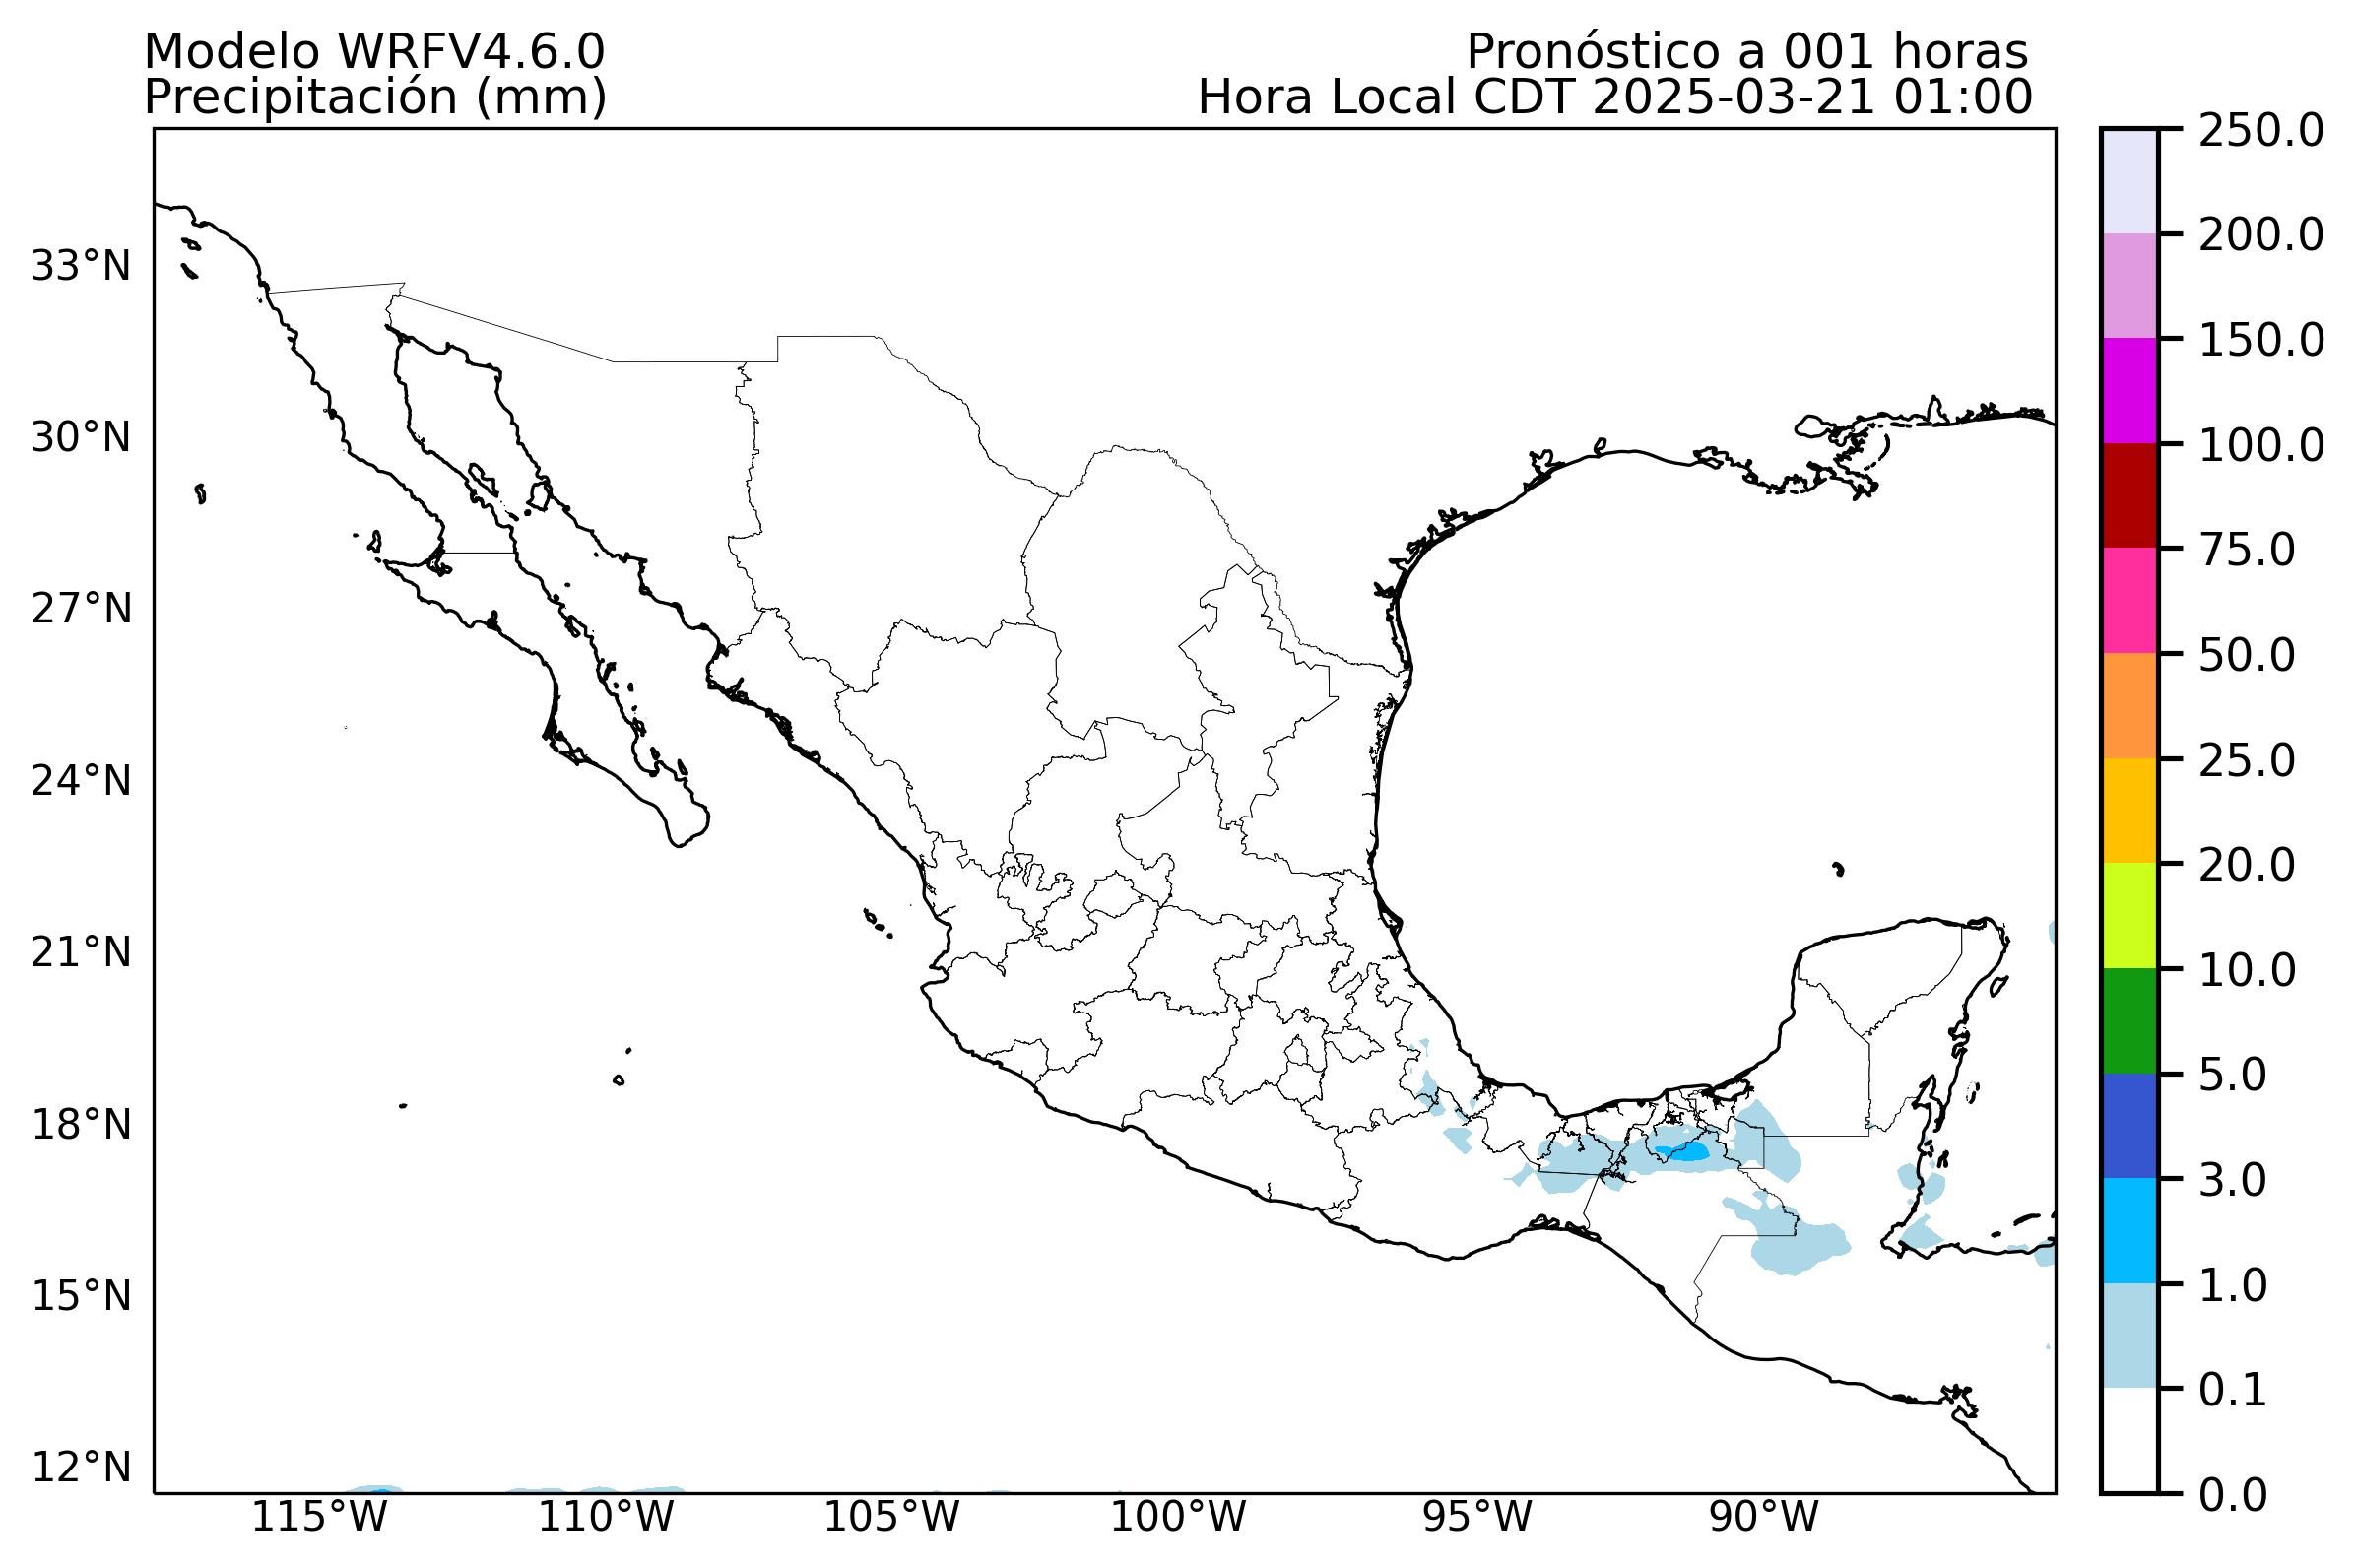 Modelo WRFV4.6.0
Precipitación (mm)
Pronóstico a 001 horas
Hora Local CDT 2025-03-21 01:00
33°N
30°N
27°N
24°N
21°N
18°N
15°N
12°N
115°W
110°W
105°W
100°W
95°W
90°W
250.0
200.0
150.0
100.0
75.0
50.0
25.0
20.0
10.0
5.0
3.0
1.0
0.1
0.0